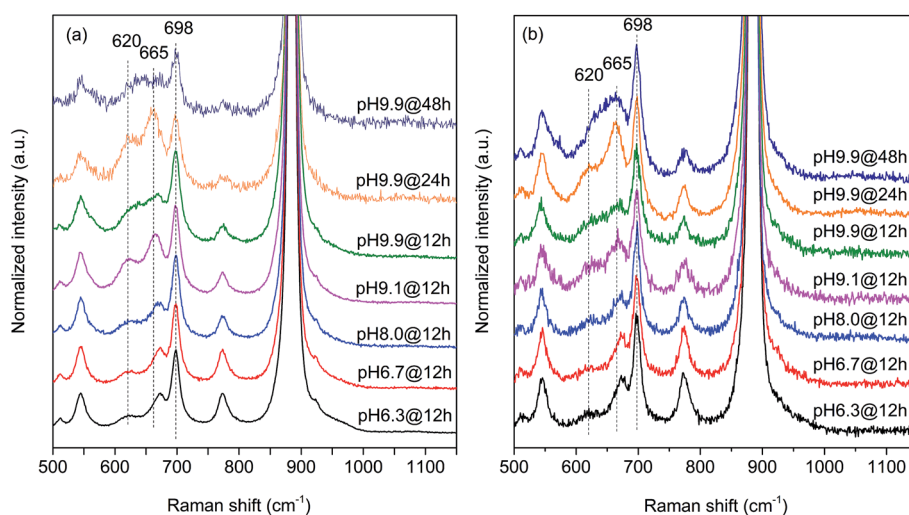 (a)
620
665
698
pH9.9@48h
pH9.9@24h
pH9.9@12h
pH9.1@12h
pH8.0@12h
pH6.7@12h
pH6.3@12h
Normalized intensity (a.u.)
500 600 700 800 900 1000 1100
Raman shift (cm⁻¹)
(b)
620
665
698
pH9.9@48h
pH9.9@24h
pH9.9@12h
pH9.1@12h
pH8.0@12h
pH6.7@12h
pH6.3@12h
Normalized intensity (a.u.)
500 600 700 800 900 1000 1100
Raman shift (cm⁻¹)